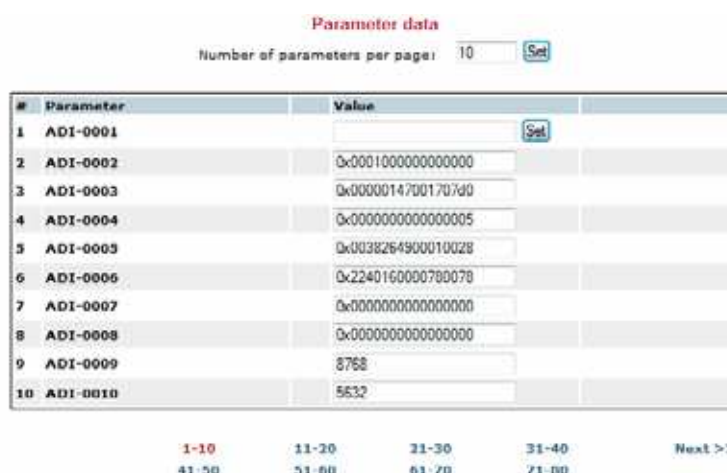 Parameter data
Number of parameters per page: 10 Set
# Parameter Value
1 ADI-0001 Set
2 ADI-0002 0x0001000000000000
3 ADI-0003 0x00000147001707d0
4 ADI-0004 0x0000000000000005
5 ADI-0005 0x0038264900010028
6 ADI-0006 0x2240160000780078
7 ADI-0007 0x0000000000000000
8 ADI-0008 0x0000000000000000
9 ADI-0009 8768
10 ADI-0010 5632
1-10 11-20 21-30 31-40 Next >
41-50 51-60 61-70 71-80